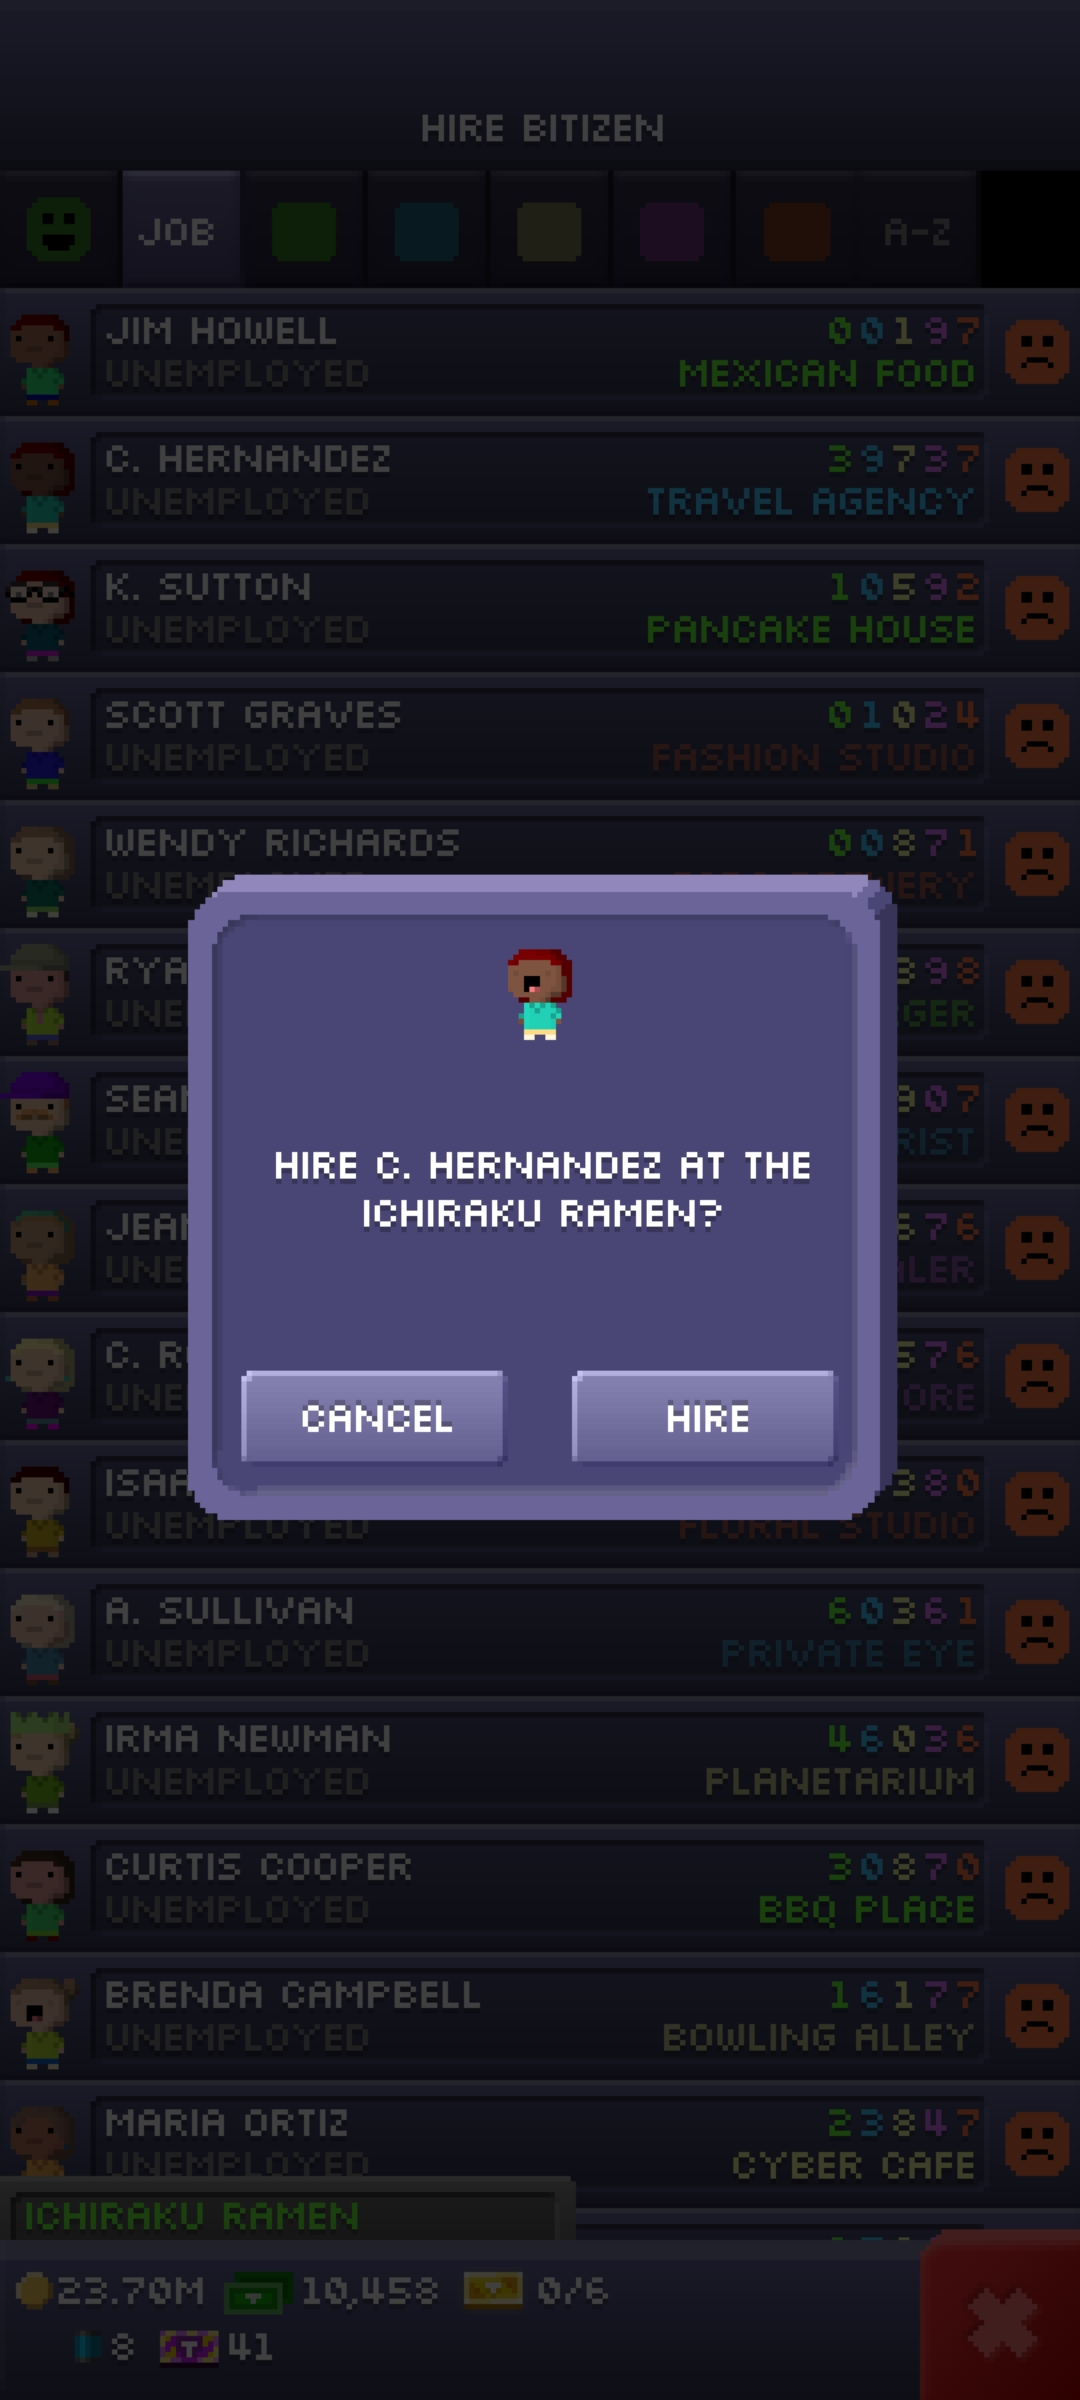 HIRE BITIZEN
JOB
A-Z
JIM HOWELL 00197
UNEMPLOYED MEXICAN FOOD
C. HERNANDEZ 39737
UNEMPLOYED TRAVEL AGENCY
K. SUTTON 10592
UNEMPLOYED PANCAKE HOUSE
SCOTT GRAVES 01024
UNEMPLOYED FASHION STUDIO
WENDY RICHARDS 00871
HIRE C. HERNANDEZ AT THE
ICHIRAKU RAMEN?
CANCEL HIRE
UNEMPLOYED FLORAL STUDIO
A. SULLIVAN 60361
UNEMPLOYED PRIVATE EYE
IRMA NEWMAN 46036
UNEMPLOYED PLANETARIUM
CURTIS COOPER 30870
UNEMPLOYED BBQ PLACE
BRENDA CAMPBELL 16177
UNEMPLOYED BOWLING ALLEY
MARIA ORTIZ 23847
UNEMPLOYED CYBER CAFE
ICHIRAKU RAMEN
23.70M 10,458 0/6
8 41